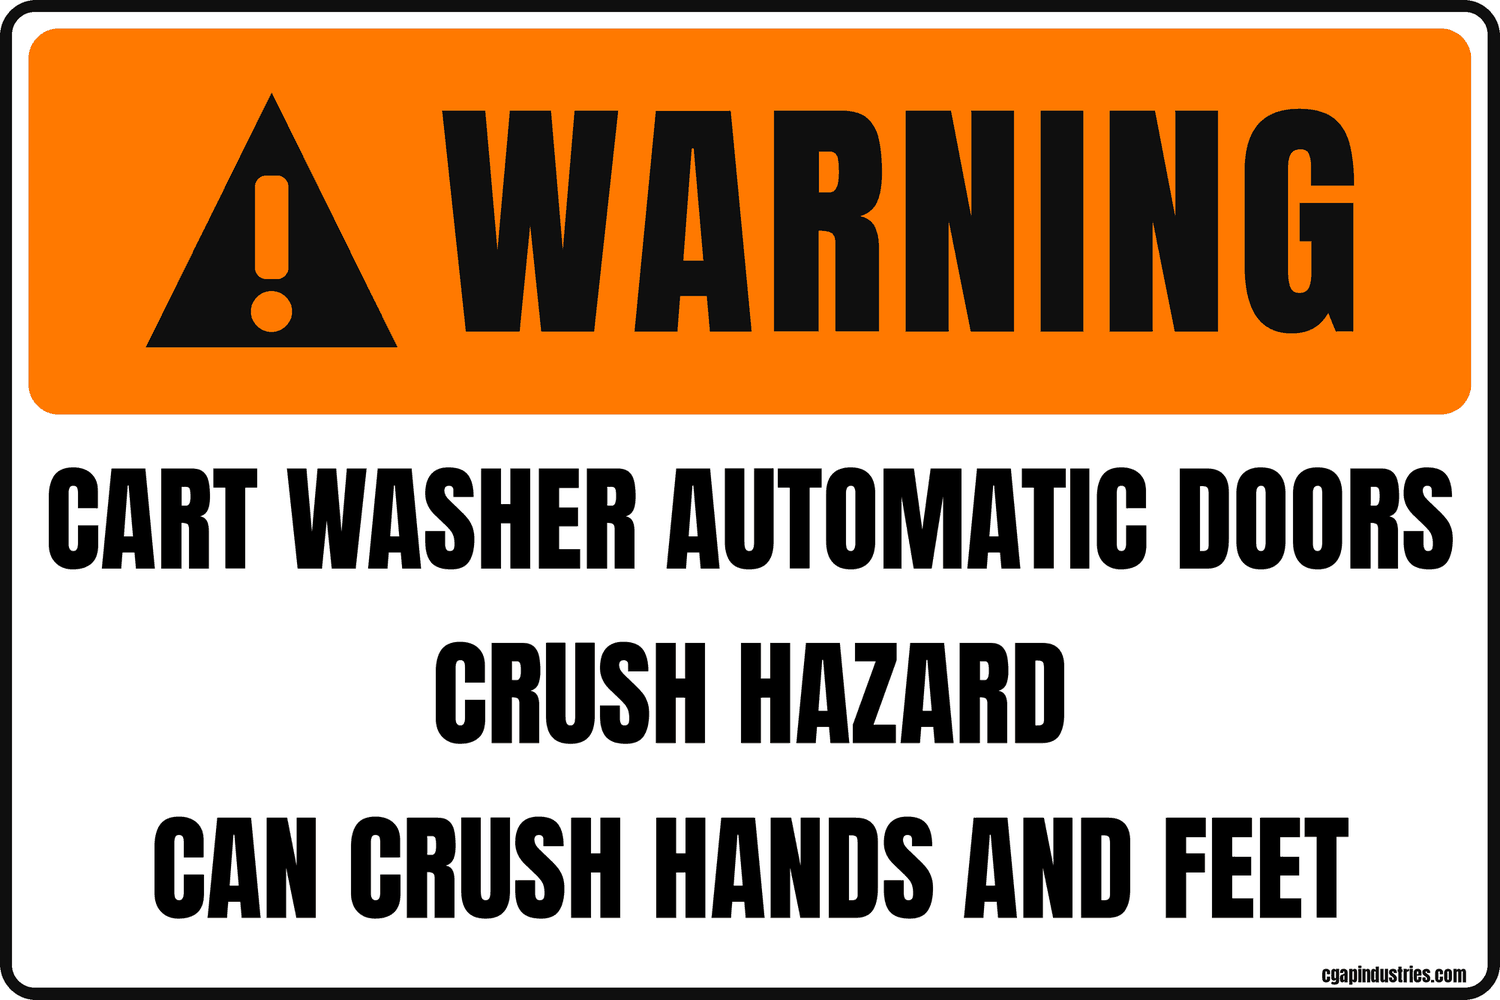 WARNING
CART WASHER AUTOMATIC DOORS
CRUSH HAZARD
CAN CRUSH HANDS AND FEET
cgapindustries.com